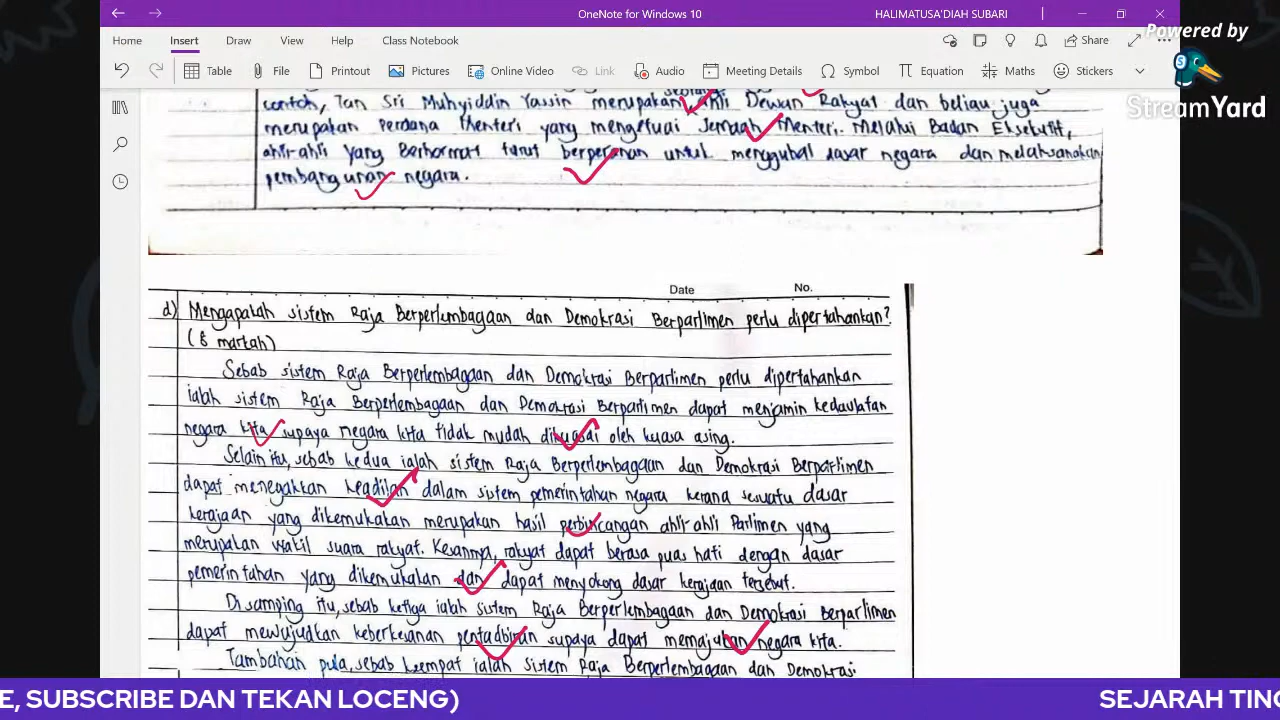 OneNote for Windows 10
HALIMATUSA'DIAH SUBARI
Powered by
StreamYard
Home Insert Draw View Help Class Notebook Share
Table File Printout Pictures Online Video Link Audio Meeting Details Symbol Equation Maths Stickers
contoh, Tan Sri Muhyiddin Yassin merupakan ahli Dewan Rakyat dan beliau juga
merupakan Perdana Menteri yang mengetuai Jemaah Menteri. Melalui Badan Eksekutif,
ahli-ahli Yang Berhormat turut berperanan untuk menggubal dasar negara dan melaksanakan
pembangunan negara.
Date No.
d) Mengapakah sistem Raja Berperlembagaan dan Demokrasi Berparlimen perlu dipertahankan?
(8 markah)
Sebab sistem Raja Berperlembagaan dan Demokrasi Berparlimen perlu dipertahankan
ialah sistem Raja Berperlembagaan dan Demokrasi Berparlimen dapat menjamin kedaulatan
negara kita supaya negara kita tidak mudah dikuasai oleh kuasa asing.
Selain itu, sebab kedua ialah sistem Raja Berperlembagaan dan Demokrasi Berparlimen
dapat menegakkan keadilan dalam sistem pemerintahan negara kerana sesuatu dasar
kerajaan yang dikemukakan merupakan hasil perbincangan ahli-ahli Parlimen yang
merupakan wakil suara rakyat. Kesannya, rakyat dapat berasa puas hati dengan dasar
pemerintahan yang dikemukakan dan dapat menyokong dasar kerajaan tersebut.
Di samping itu, sebab ketiga ialah sistem Raja Berperlembagaan dan Demokrasi Berparlimen
dapat mewujudkan keberkesanan pentadbiran supaya dapat memajukan negara kita.
Tambahan pula, sebab keempat ialah sistem Raja Berperlembagaan dan Demokrasi
E, SUBSCRIBE DAN TEKAN LOCENG) SEJARAH TING